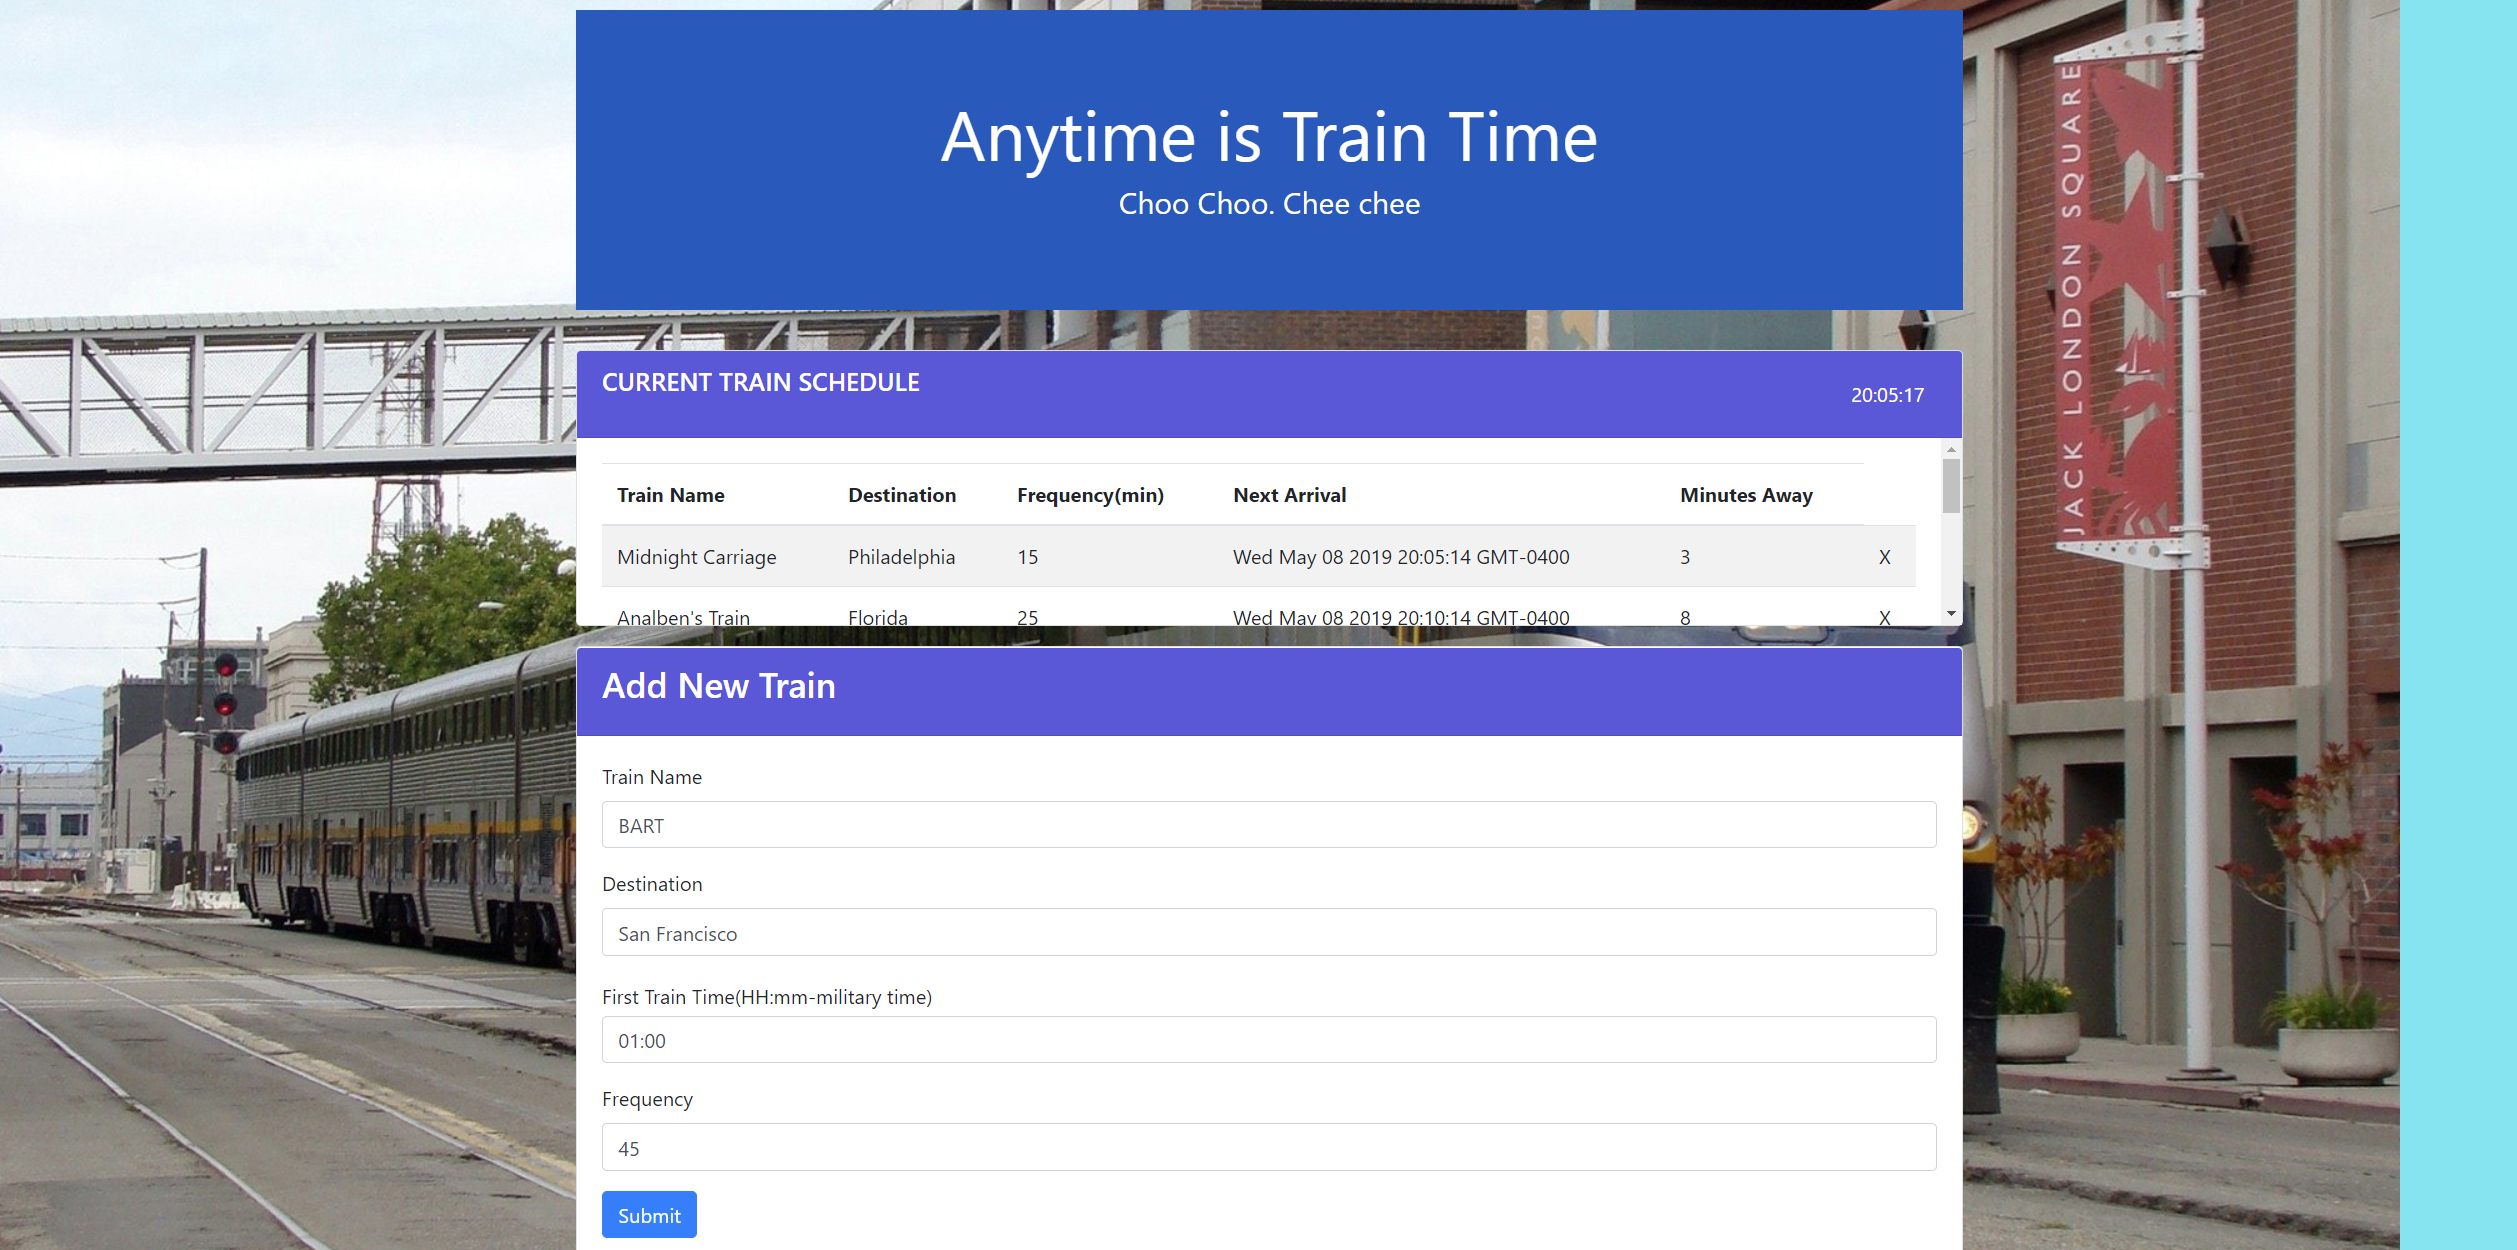 Anytime is Train Time
Choo Choo. Chee chee
CURRENT TRAIN SCHEDULE
20:05:17
Train Name Destination Frequency(min) Next Arrival Minutes Away
Midnight Carriage Philadelphia 15 Wed May 08 2019 20:05:14 GMT-0400 3 X
Analben's Train Florida 25 Wed May 08 2019 20:10:14 GMT-0400 8 X
Add New Train
Train Name
BART
Destination
San Francisco
First Train Time(HH:mm-military time)
01:00
Frequency
45
Submit
JACK LONDON SQUARE